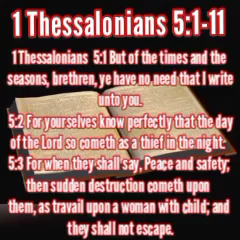 1 Thessalonians 5:1-11
1 Thessalonians 5:1 But of the times and the
seasons, brethren, ye have no need that I write
unto you.
5:2 For yourselves know perfectly that the day
of the Lord so cometh as a thief in the night.
5:3 For when they shall say, Peace and safety;
then sudden destruction cometh upon
them, as travail upon a woman with child; and
they shall not escape.